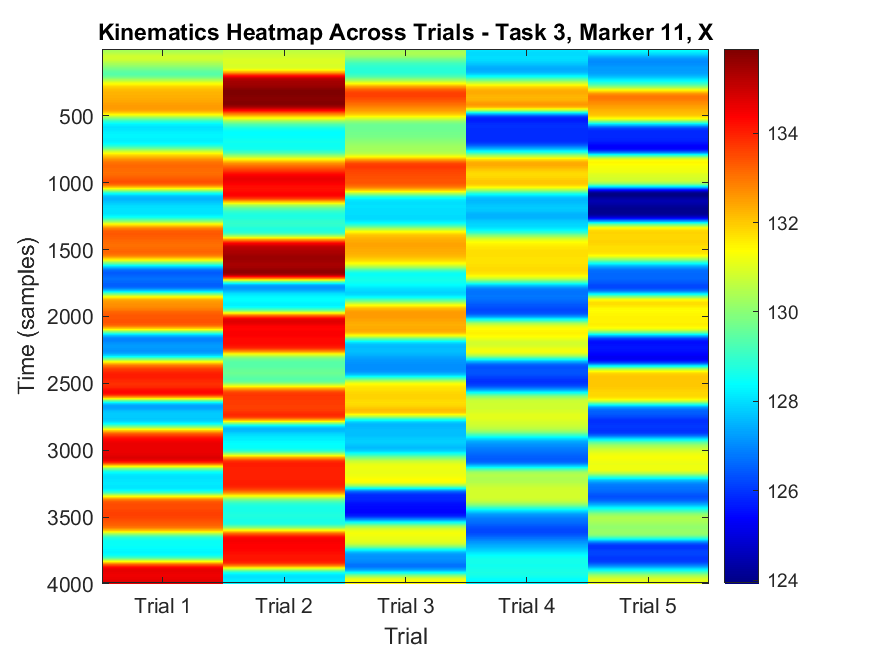 Kinematics Heatmap Across Trials - Task 3, Marker 11, X
500
1000
1500
2000
2500
3000
3500
4000
Time (samples)
Trial 1
Trial 2
Trial 3
Trial 4
Trial 5
Trial
134
132
130
128
126
124